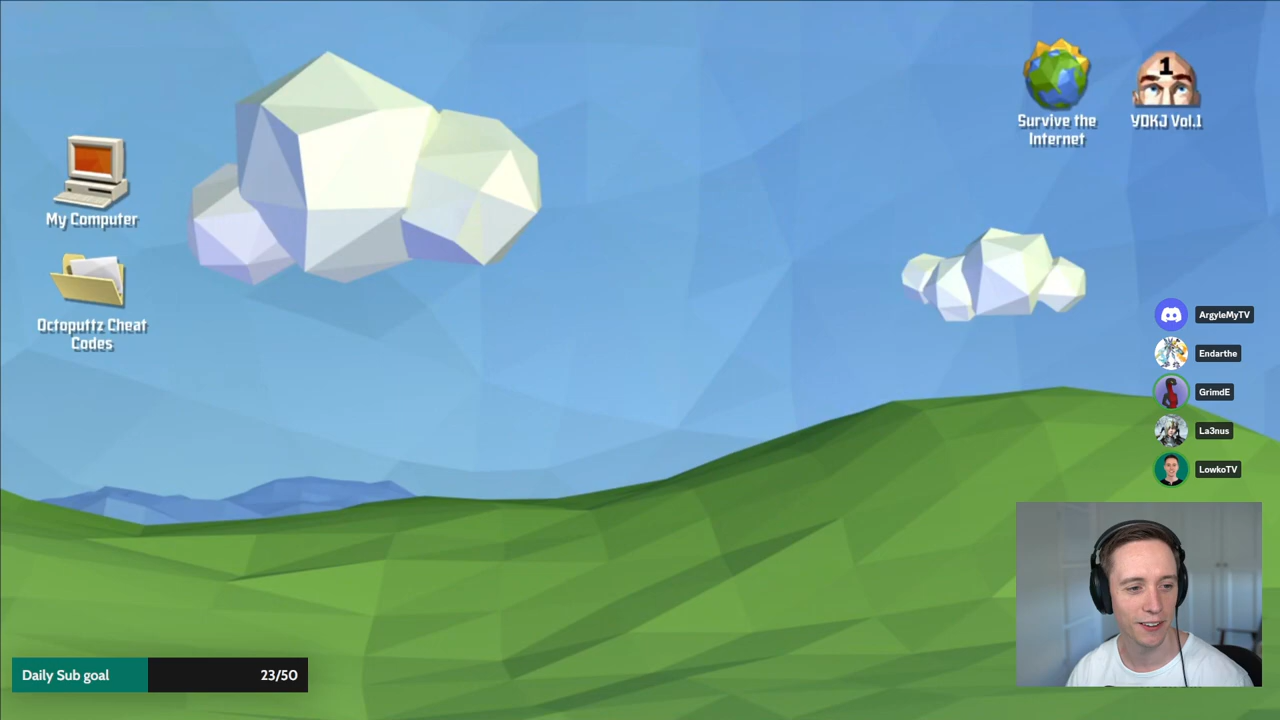 My Computer
Octoputtz Cheat
Codes
Survive the
Internet
1
YDKJ Vol.1
ArgyleMyTV
Endarthe
GrimdE
La3nus
LowkoTV
Daily Sub goal
23/50